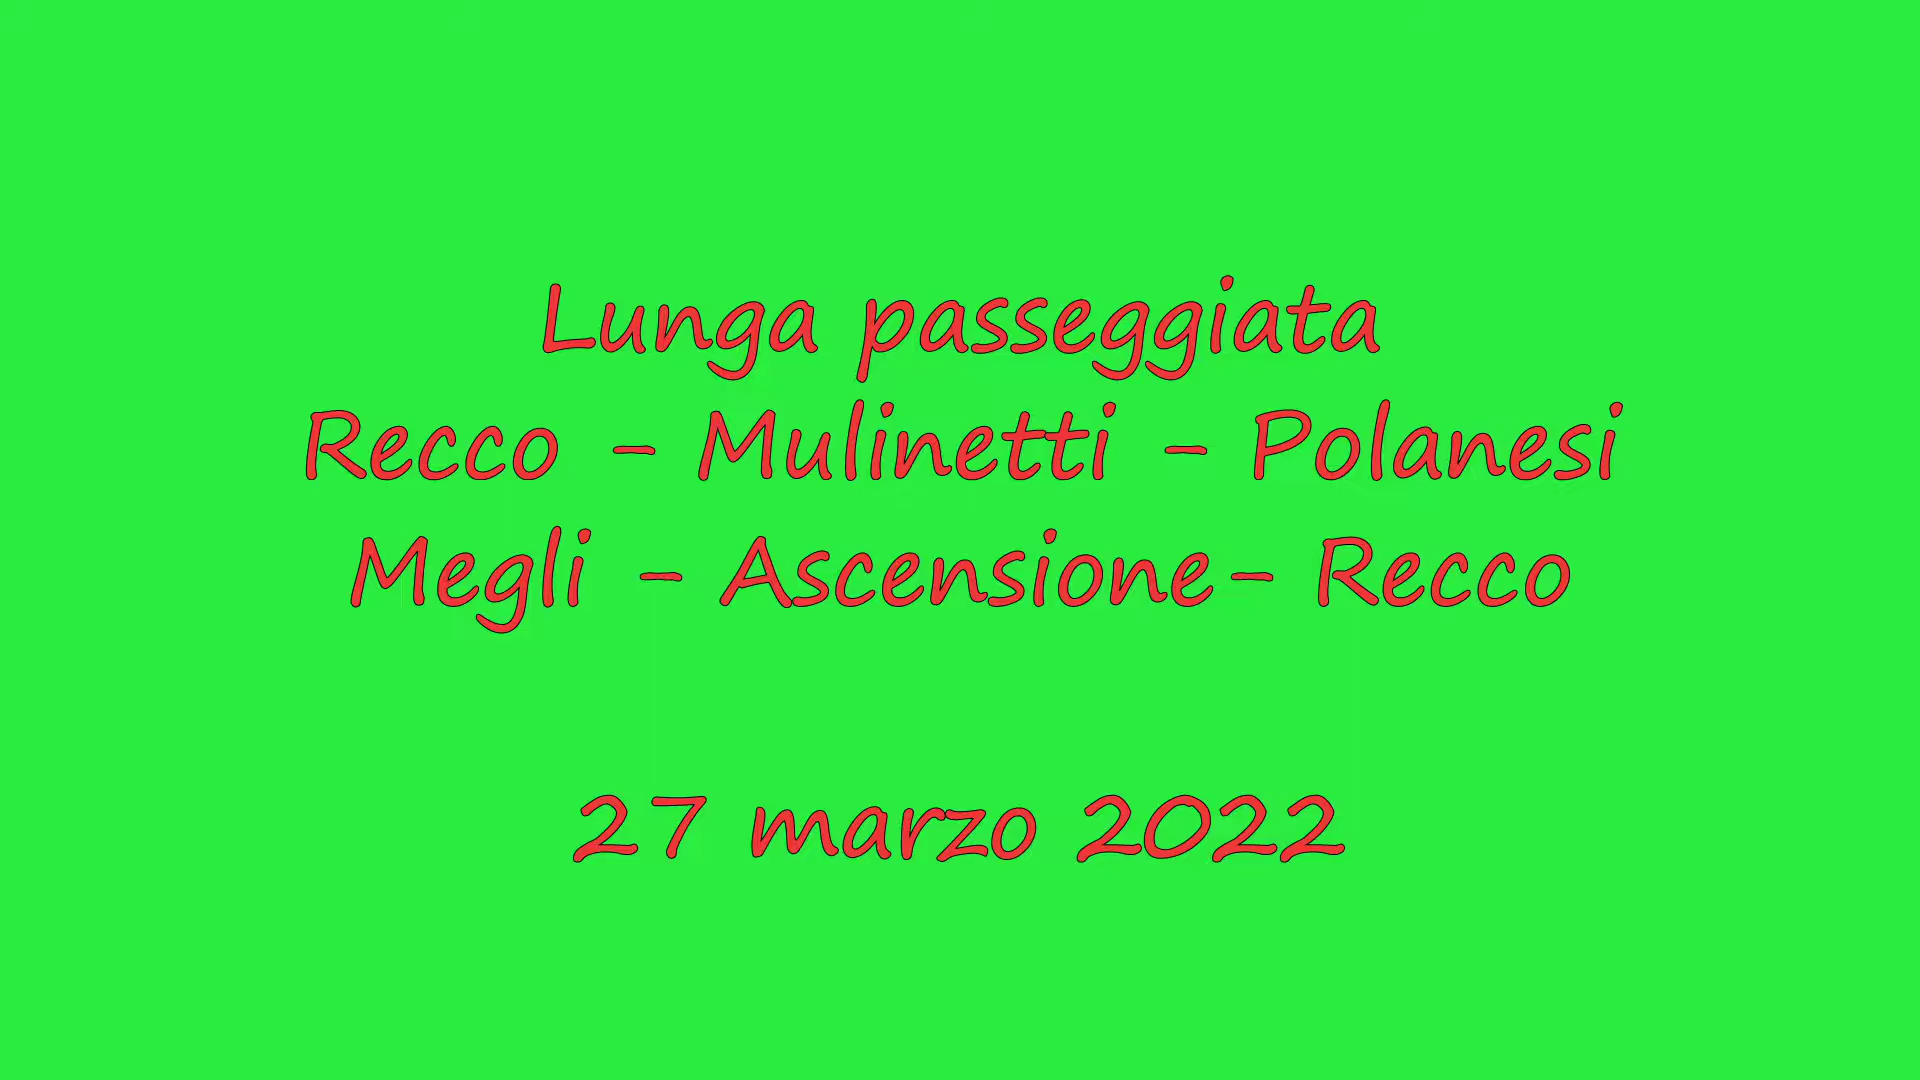 Lunga passeggiata
Recco - Mulinetti - Polanesi
Megli - Ascensione - Recco
27 marzo 2022